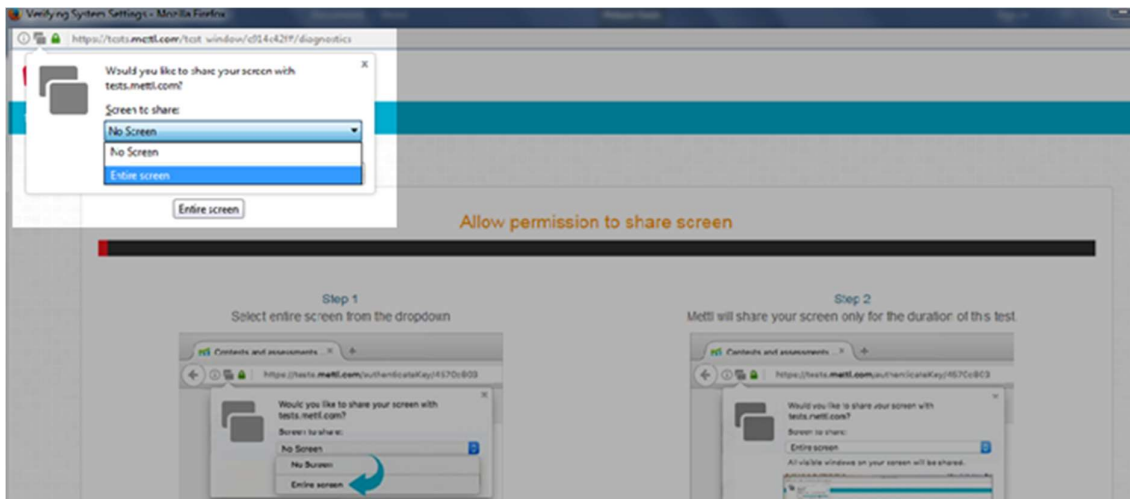 Verifying System Settings - Mozilla Firefox
https://tests.mettl.com/test_window/
/diagnostics
Would you like to share your screen with
tests.mettl.com?
Screen to share:
No Screen
No Screen
Entire screen
Entire screen
Allow permission to share screen
Step 1
Select entire screen from the dropdown
Contests and assessments ...
https://tests.mettl.com/authenticateKey/
Would you like to share your screen with
tests.mettl.com?
Screen to share:
No Screen
No Screen
Entire screen
Step 2
Mettl will share your screen only for the duration of this test.
Contests and assessments ...
https://tests.mettl.com/authenticateKey/
Would you like to share your screen with
tests.mettl.com?
Screen to share:
Entire screen
All visible windows on your screen will be shared.